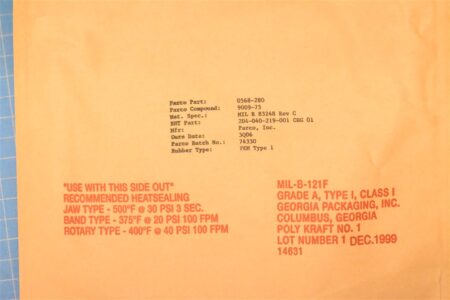 Parco Part: 0568-280
Parco Compound: 9009-75
Mat. Spec.: MIL R 83248 Rev C
BHT Part: 204-040-219-001 CHG 01
Mfr: Parco, Inc.
Cure Date: 3Q06
Parco Batch No.: 74330
Rubber Type: FKM Type 1
"USE WITH THIS SIDE OUT"
RECOMMENDED HEATSEALING
JAW TYPE - 500°F @ 30 PSI 3 SEC.
BAND TYPE - 375°F @ 20 PSI 100 FPM
ROTARY TYPE - 400°F @ 40 PSI 100 FPM
MIL-B-121F
GRADE A, TYPE I, CLASS I
GEORGIA PACKAGING, INC.
COLUMBUS, GEORGIA
POLY KRAFT NO. 1
LOT NUMBER 1 DEC.1999
14631